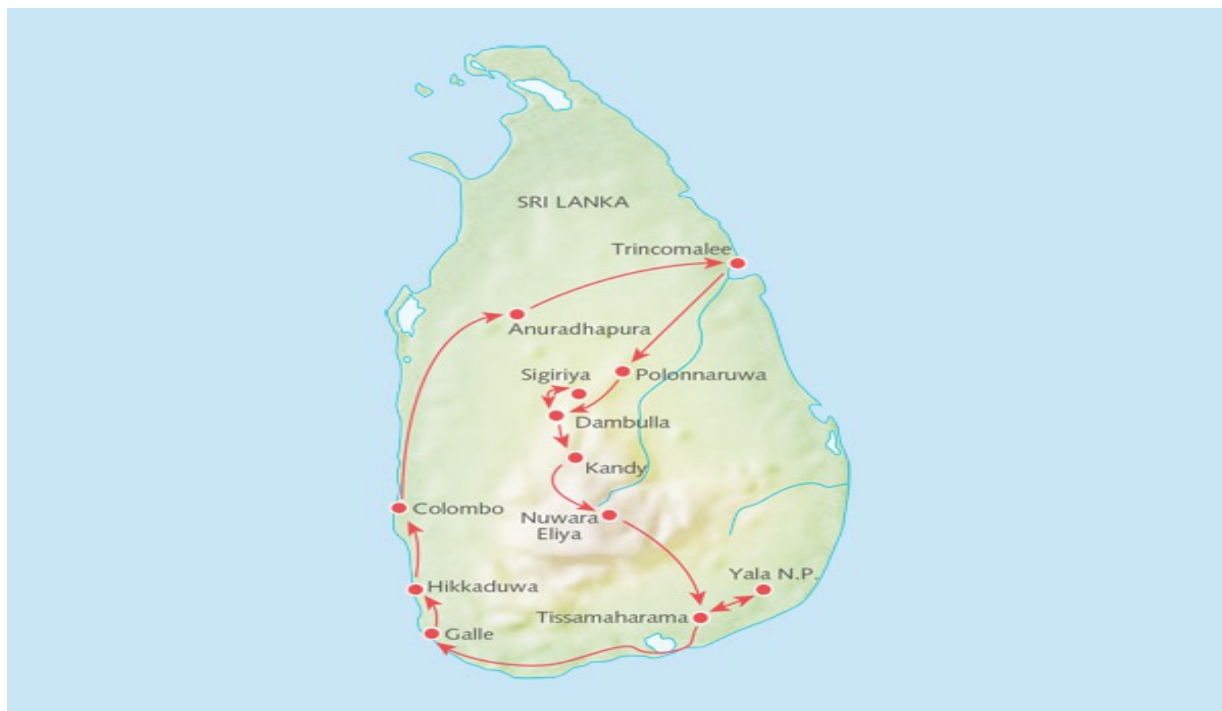 SRI LANKA
Trincomalee
Anuradhapura
Sigiriya
Polonnaruwa
Dambulla
Kandy
Colombo
Nuwara
Eliya
Yala N.P.
Hikkaduwa
Tissamaharama
Galle